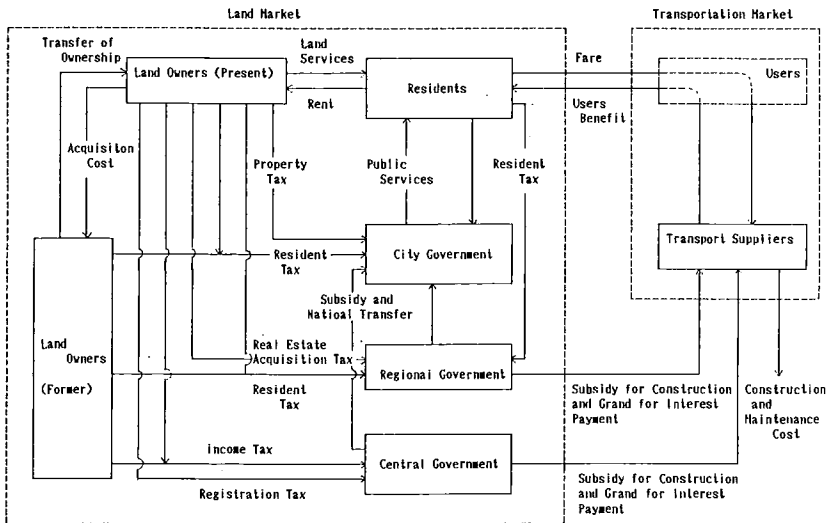 Land Market
Transportation Market
Transfer of
Ownership
Land Owners (Present)
Land
Services
Rent
Residents
Fare
Users
Benefit
Users
Acquisiton
Cost
Property
Tax
Public
Services
Resident
Tax
City Government
Transport Suppliers
Resident
Tax
Subsidy and
Natioal Transfer
Land
Owners
(Former)
Real Estate
Acquisition Tax
Regionai Government
Resident
Tax
Subsidy for Construction
and Grand for Interest
Payment
Construction
and
Maintenance
Cost
income Tax
Central Government
Registration Tax
Subsidy for Construction
and Grand for Interest
Payment